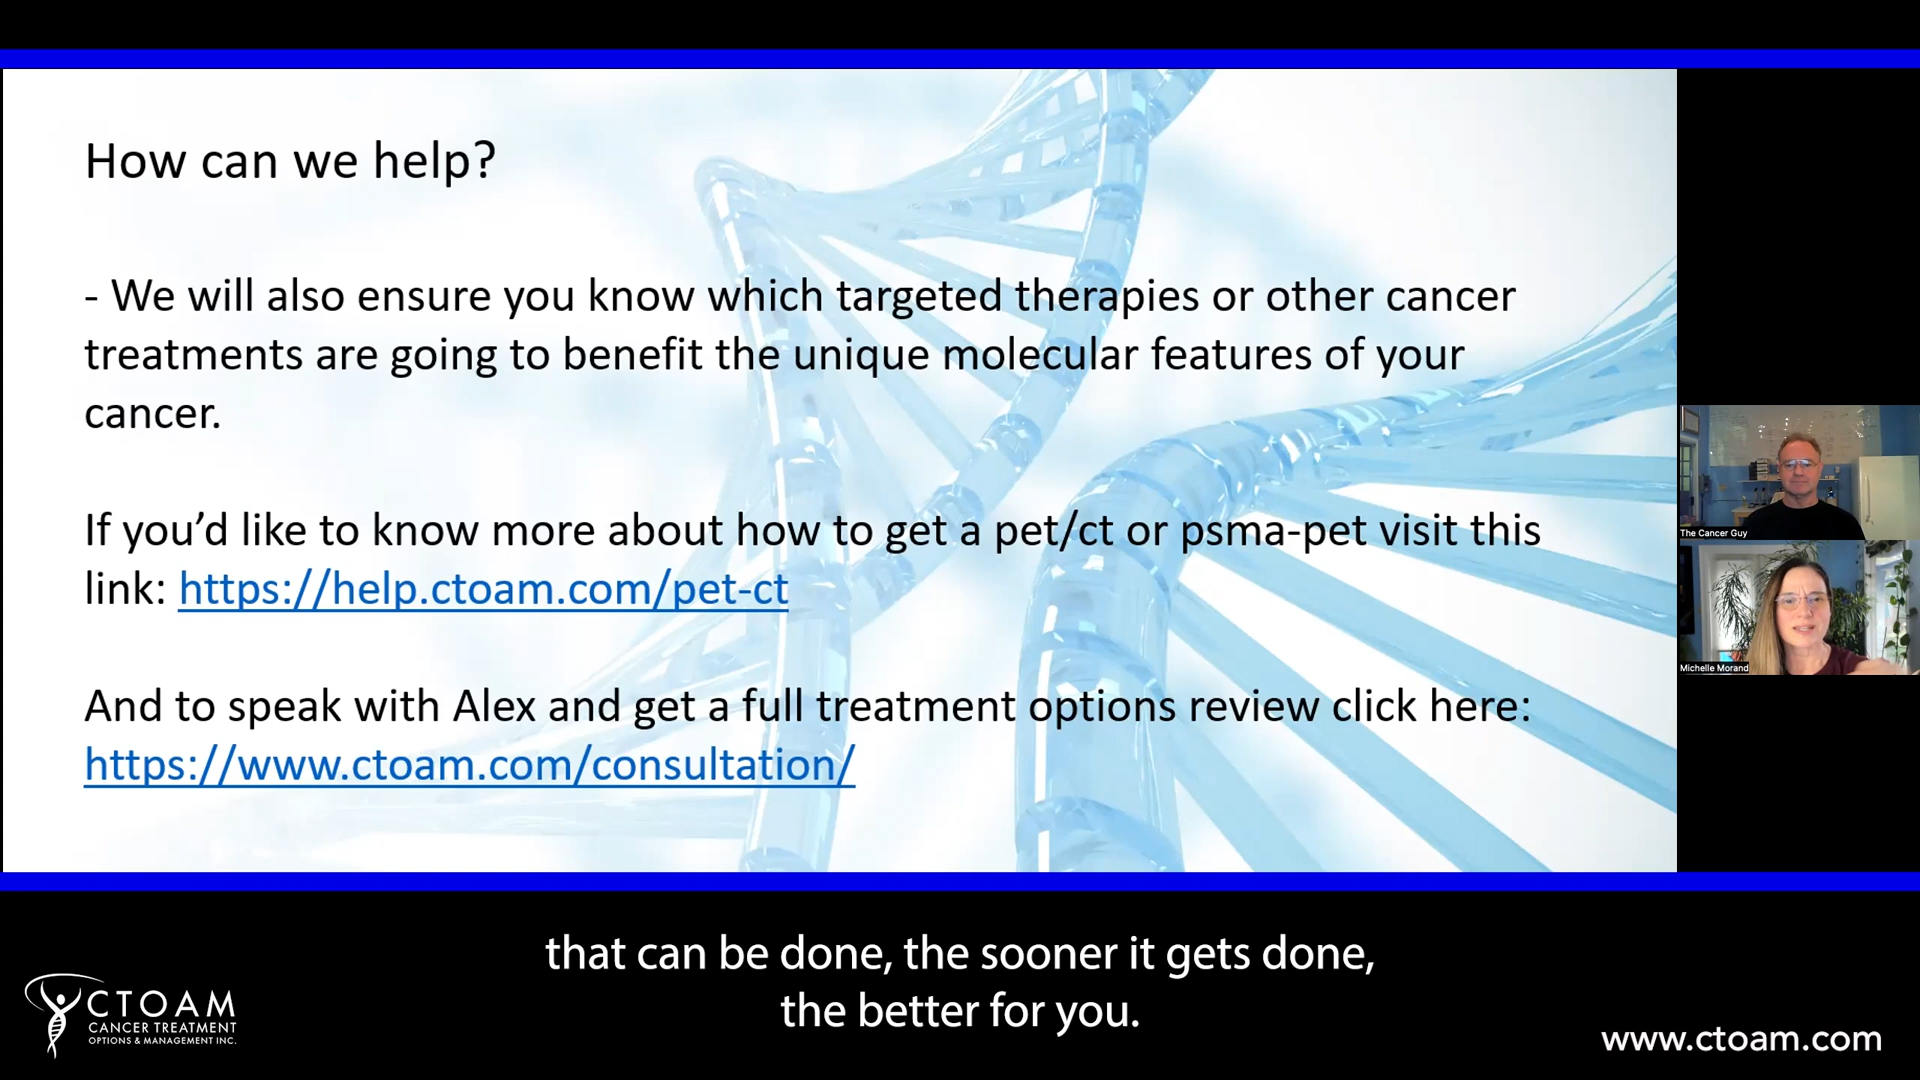 How can we help?
- We will also ensure you know which targeted therapies or other cancer
treatments are going to benefit the unique molecular features of your
cancer.
If you’d like to know more about how to get a pet/ct or psma-pet visit this
link: https://help.ctoam.com/pet-ct
And to speak with Alex and get a full treatment options review click here:
https://www.ctoam.com/consultation/
The Cancer Guy
Michelle Morand
that can be done, the sooner it gets done,
the better for you.
CTOAM
CANCER TREATMENT
OPTIONS & MANAGEMENT INC.
www.ctoam.com